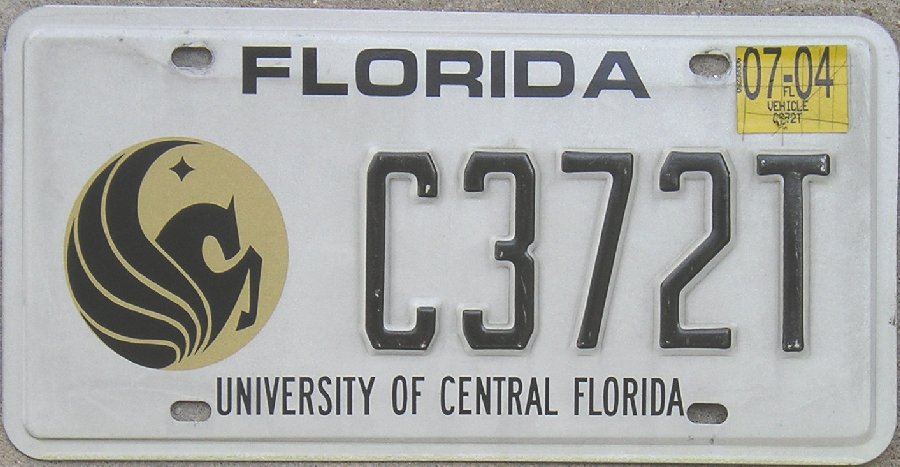 FLORIDA
07-04
FL
VEHICLE
C372T
C372T
UNIVERSITY OF CENTRAL FLORIDA